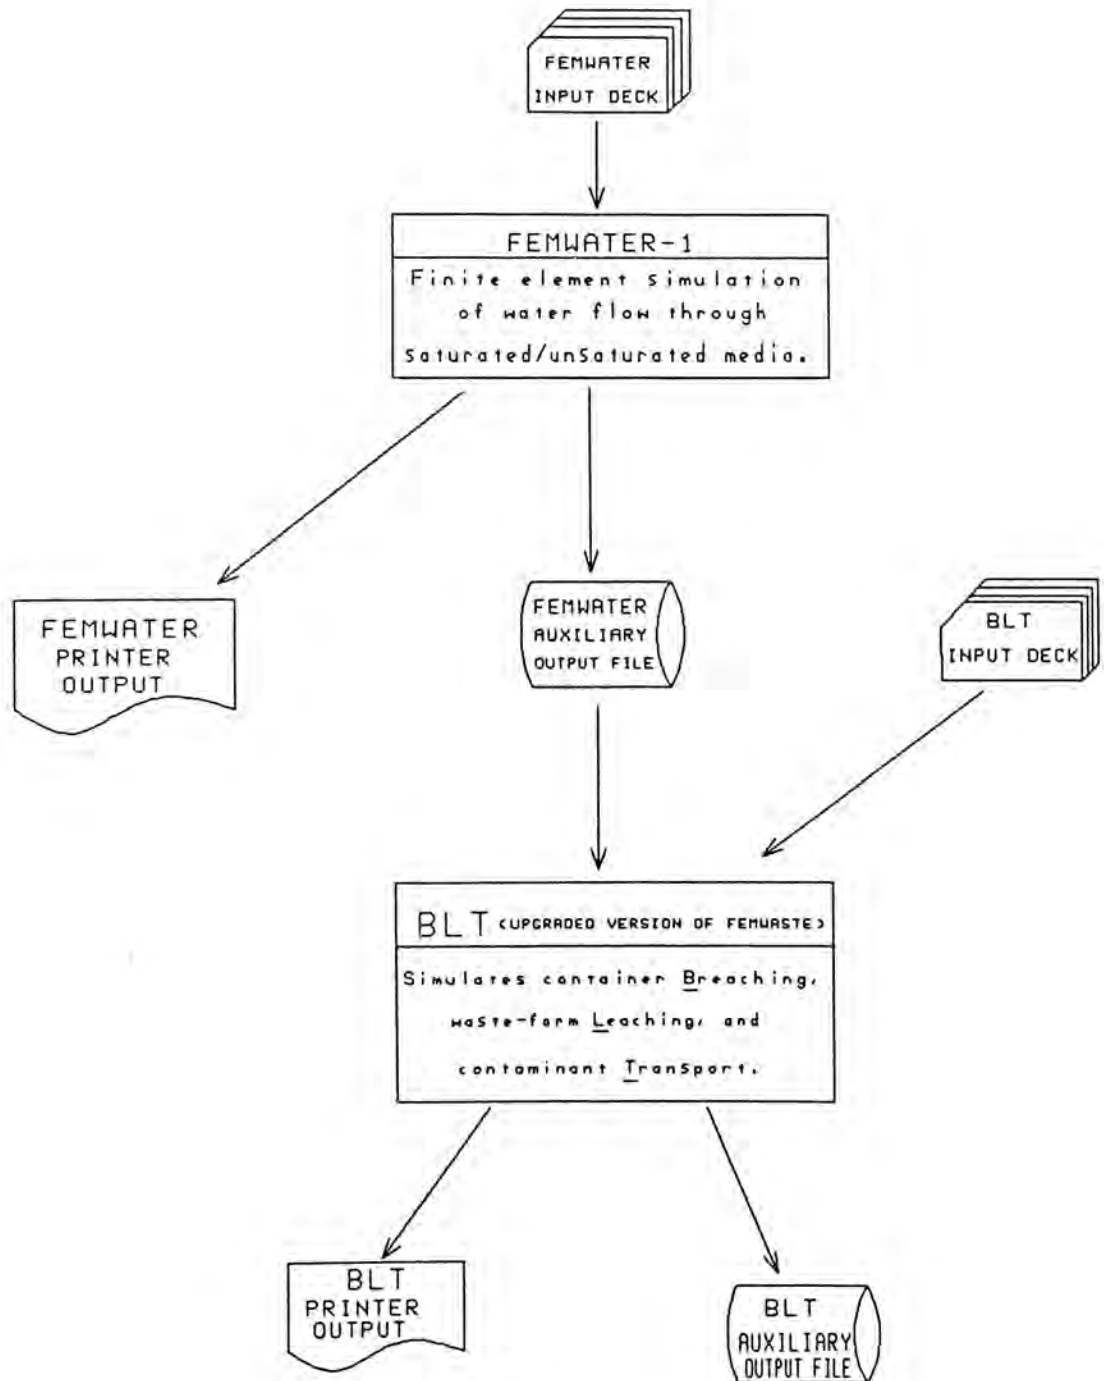 FEMWATER
INPUT DECK
FEMWATER-1
Finite element Simulation
of water flow through
Saturated/unSaturated media.
FEMWATER
PRINTER
OUTPUT
FEMWATER
AUXILIARY
OUTPUT FILE
BLT
INPUT DECK
BLT (UPGRADED VERSION OF FEMWASTE)
Simulates container Breaching,
waste-form Leaching, and
contaminant Transport.
BLT
PRINTER
OUTPUT
BLT
AUXILIARY
OUTPUT FILE